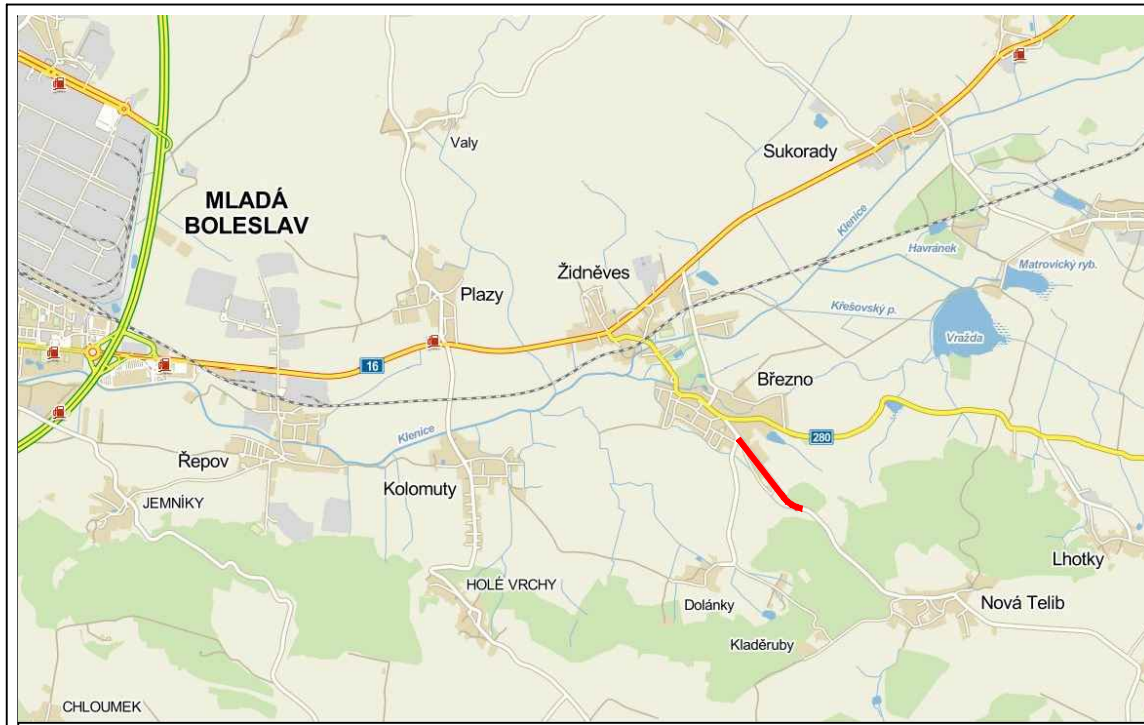 Valy
Sukorady
MLADÁ
BOLESLAV
Klenice
Havránek
Matrovický ryb.
Židněves
Plazy
Křešovský p.
Vražda
16
Březno
Klenice
280
Řepov
Kolomuty
JEMNÍKY
Lhotky
HOLÉ VRCHY
Dolánky
Nová Telib
Kladěruby
CHLOUMEK